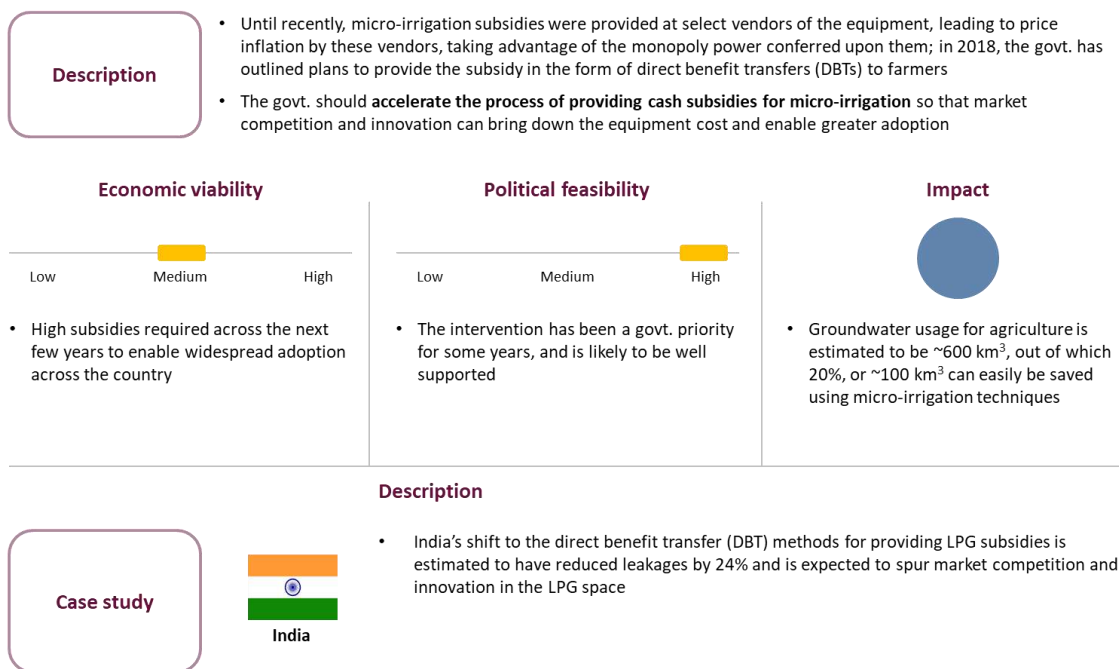 Description
• Until recently, micro-irrigation subsidies were provided at select vendors of the equipment, leading to price
inflation by these vendors, taking advantage of the monopoly power conferred upon them; in 2018, the govt. has
outlined plans to provide the subsidy in the form of direct benefit transfers (DBTs) to farmers
• The govt. should accelerate the process of providing cash subsidies for micro-irrigation so that market
competition and innovation can bring down the equipment cost and enable greater adoption
Economic viability
Low Medium High
• High subsidies required across the next
few years to enable widespread adoption
across the country
Political feasibility
Low Medium High
• The intervention has been a govt. priority
for some years, and is likely to be well
supported
Impact
• Groundwater usage for agriculture is
estimated to be ~600 km³, out of which
20%, or ~100 km³ can easily be saved
using micro-irrigation techniques
Case study
India
Description
• India’s shift to the direct benefit transfer (DBT) methods for providing LPG subsidies is
estimated to have reduced leakages by 24% and is expected to spur market competition and
innovation in the LPG space